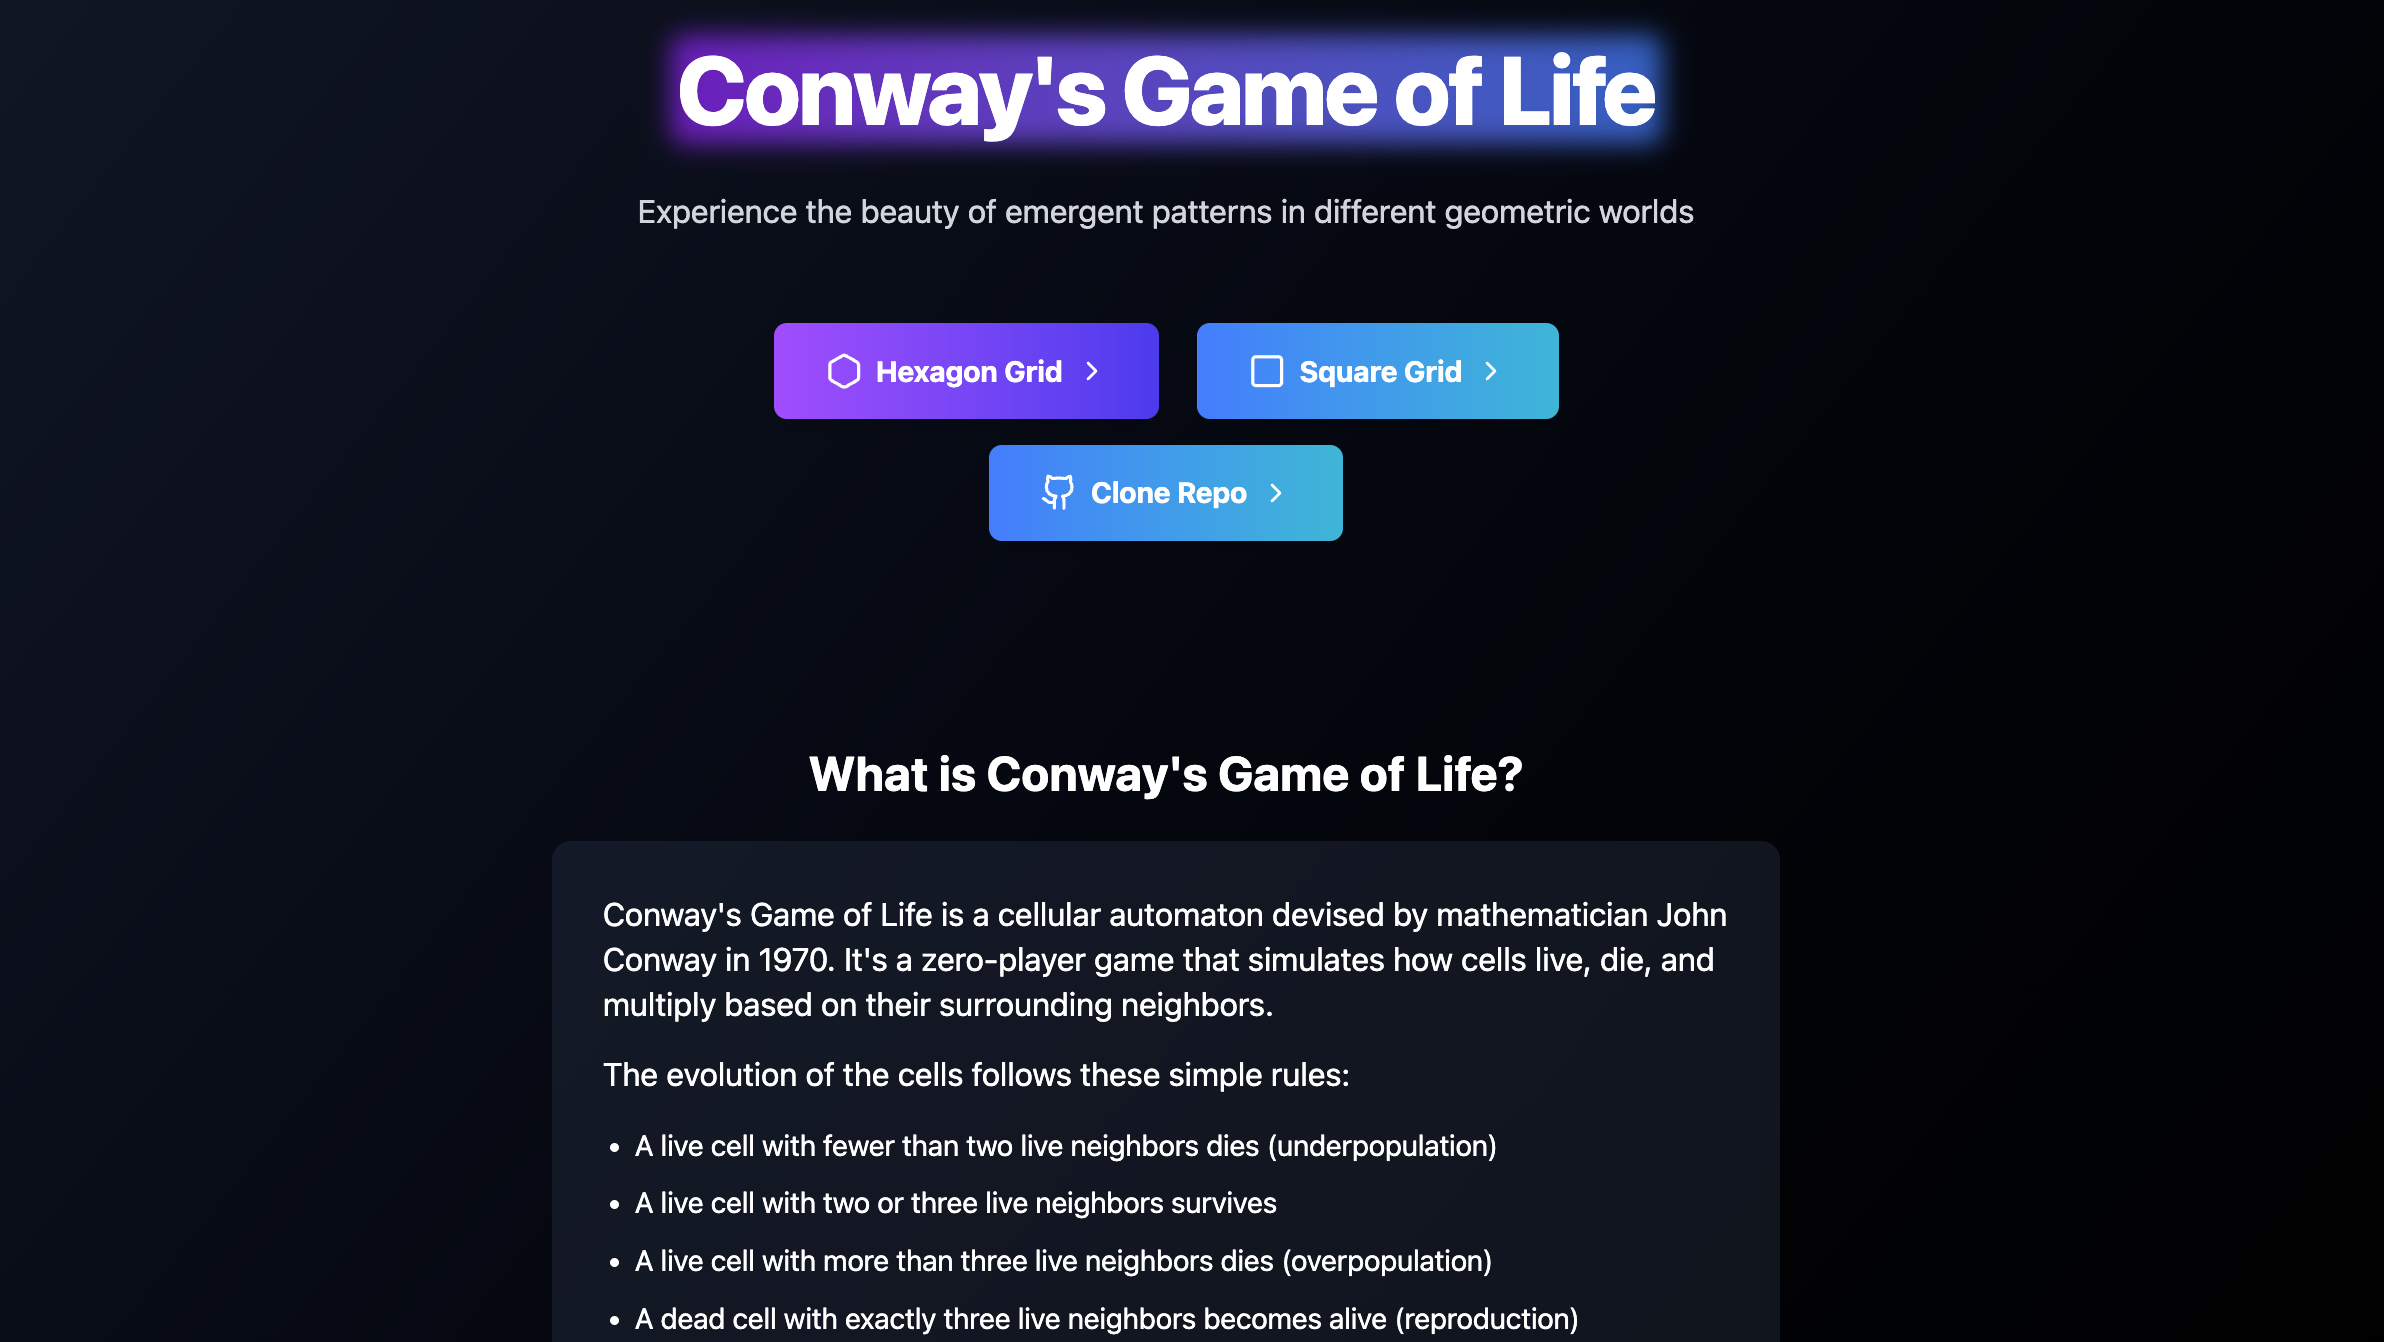 Conway's Game of Life
Experience the beauty of emergent patterns in different geometric worlds
Hexagon Grid
Square Grid
Clone Repo
What is Conway's Game of Life?
Conway's Game of Life is a cellular automaton devised by mathematician John
Conway in 1970. It's a zero-player game that simulates how cells live, die, and
multiply based on their surrounding neighbors.
The evolution of the cells follows these simple rules:
• A live cell with fewer than two live neighbors dies (underpopulation)
• A live cell with two or three live neighbors survives
• A live cell with more than three live neighbors dies (overpopulation)
• A dead cell with exactly three live neighbors becomes alive (reproduction)